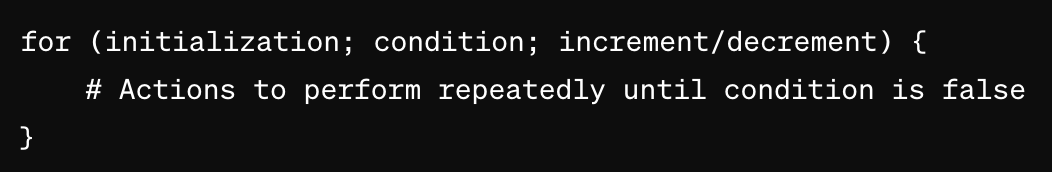 for (initialization; condition; increment/decrement) {
    # Actions to perform repeatedly until condition is false
}